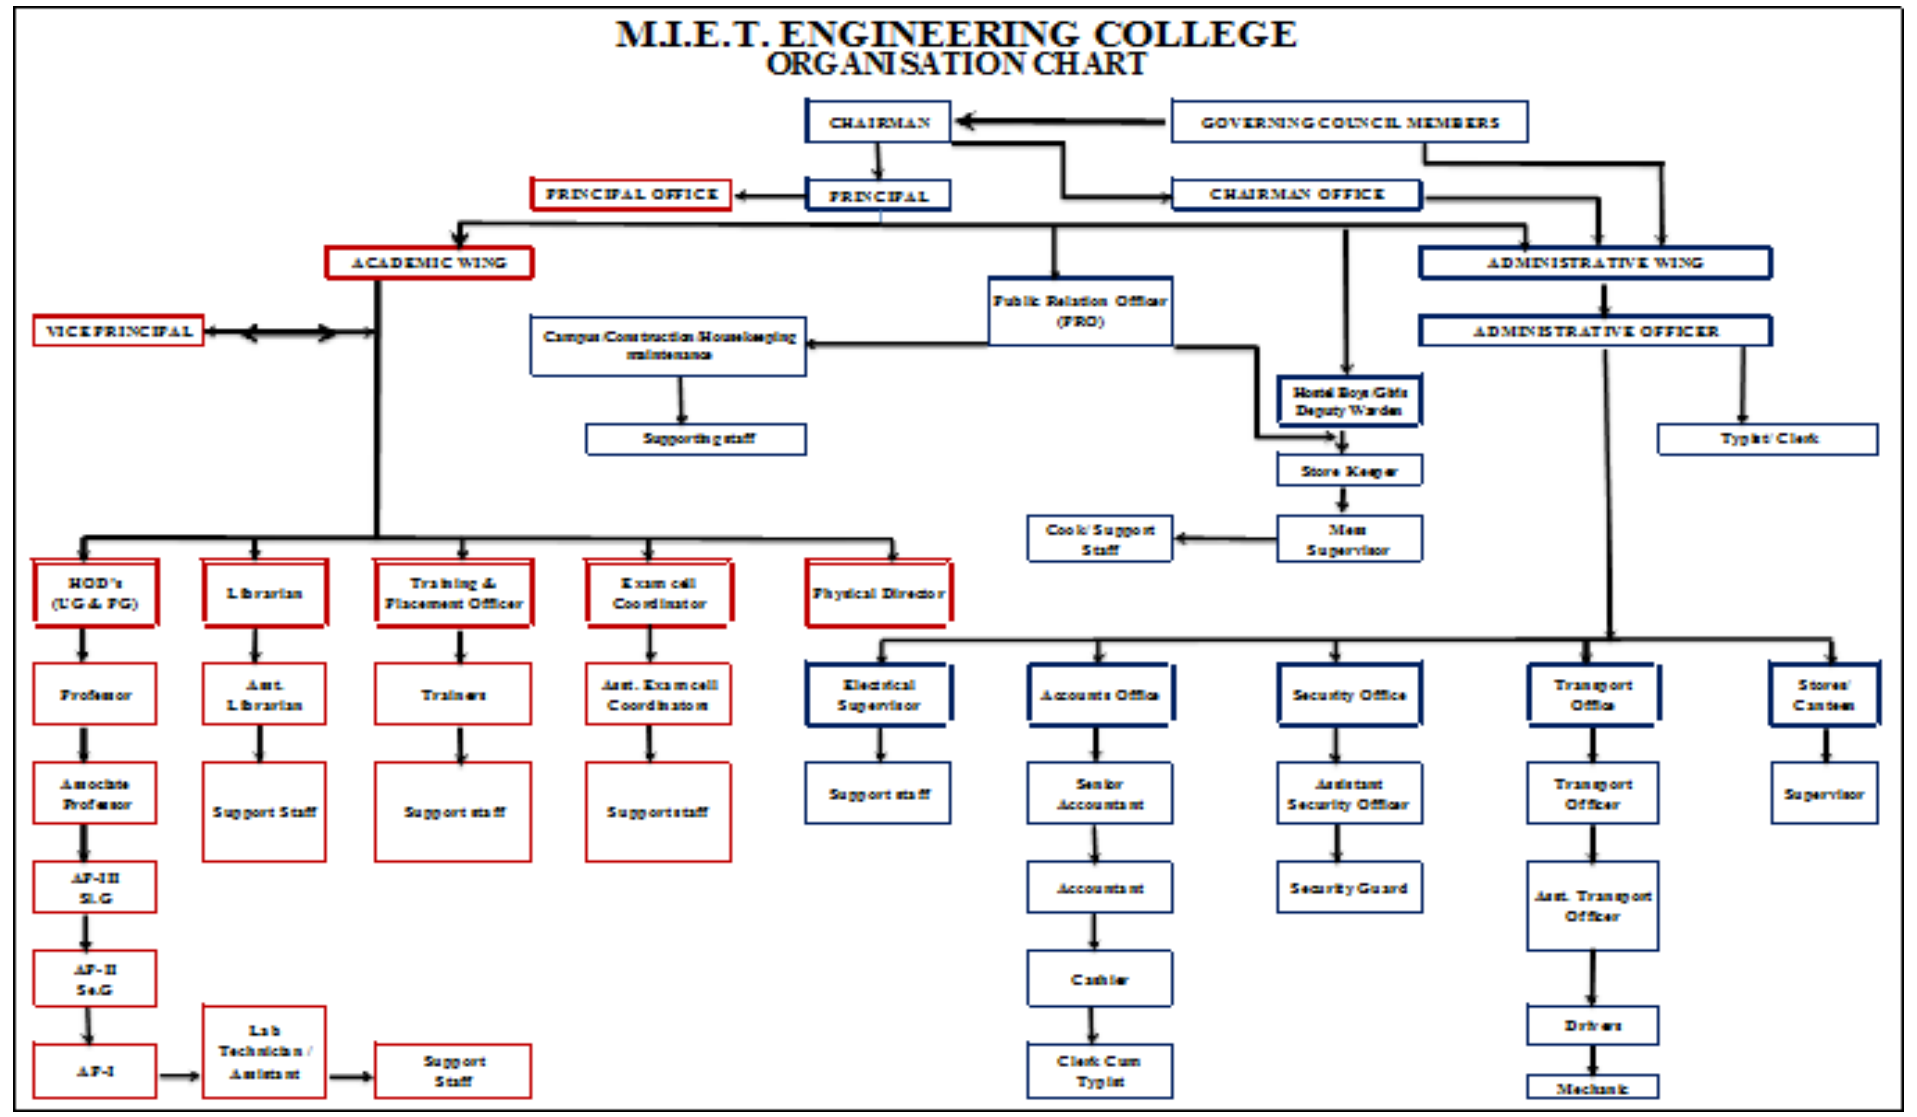 M.I.E.T. ENGINEERING COLLEGE
ORGANISATION CHART
CHAIRMAN
GOVERNING COUNCIL MEMBERS
PRINCIPAL OFFICE
PRINCIPAL
CHAIRMAN OFFICE
ACADEMIC WING
ADMINISTRATIVE WING
Public Relation Officer
(PRO)
VICE PRINCIPAL
Campus/Construction/Housekeeping
maintenance
ADMINISTRATIVE OFFICER
Hostel Boys/Girls
Deputy Warden
Supporting staff
Typist/ Clerk
Store Keeper
Cook/ Support
Staff
Mess
Supervisor
HOD's
(UG & PG)
Librarian
Training &
Placement Officer
Exam cell
Coordinator
Physical Director
Professor
Asst.
Librarian
Trainers
Asst. Exam cell
Coordinators
Electrical
Supervisor
Accounts Office
Security Office
Transport
Office
Stores/
Canteen
Associate
Professor
Support Staff
Support staff
Support staff
Support staff
Senior
Accountant
Assistant
Security Officer
Transport
Officer
Supervisor
AP-III
Sl.G
Accountant
Security Guard
Asst. Transport
Officer
AP-II
Se.G
Cashier
AP-I
Lab
Technician /
Assistant
Support
Staff
Clerk Cum
Typist
Drivers
Mechanic